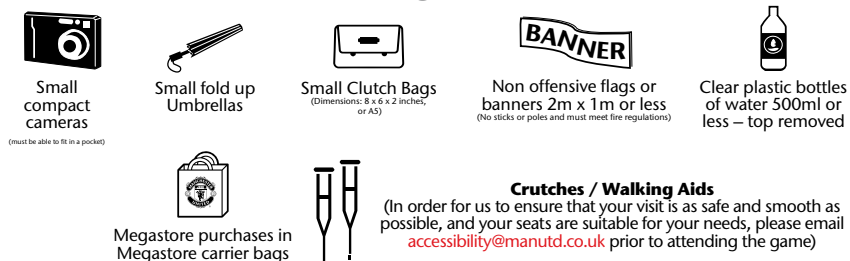 Small
compact
cameras
(must be able to fit in a pocket)
Small fold up
Umbrellas
Small Clutch Bags
(Dimensions: 8 x 6 x 2 inches,
or A5)
BANNER
Non offensive flags or
banners 2m x 1m or less
(No sticks or poles and must meet fire regulations)
Clear plastic bottles
of water 500ml or
less – top removed
MANCHESTER
UNITED
Megastore purchases in
Megastore carrier bags
Crutches / Walking Aids
(In order for us to ensure that your visit is as safe and smooth as
possible, and your seats are suitable for your needs, please email
accessibility@manutd.co.uk prior to attending the game)